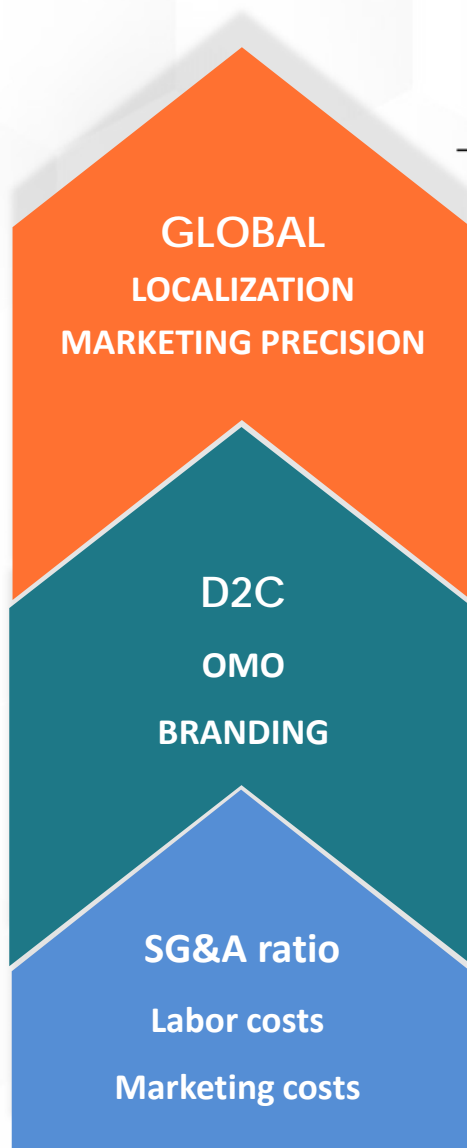 GLOBAL
LOCALIZATION
MARKETING PRECISION
D2C
OMO
BRANDING
SG&A ratio
Labor costs
Marketing costs